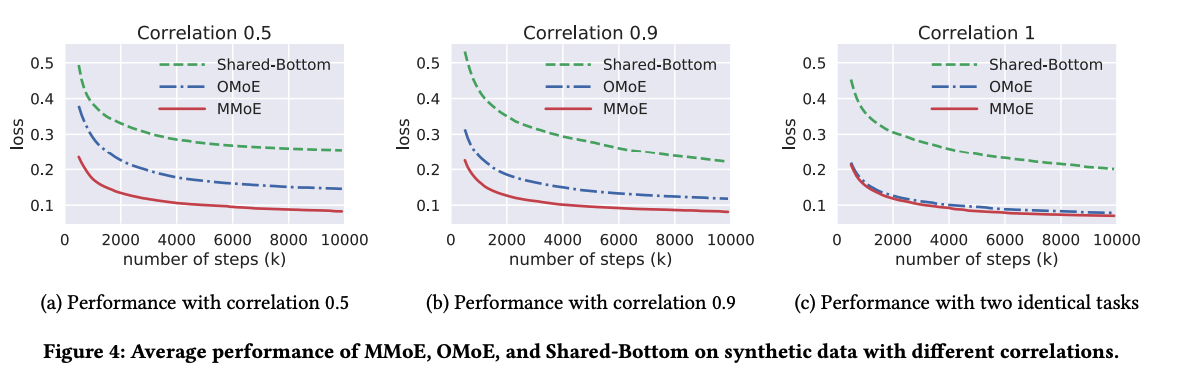 Correlation 0.5
Shared-Bottom
OMoE
MMoE
loss
0.5
0.4
0.3
0.2
0.1
0 2000 4000 6000 8000 10000
number of steps (k)
(a) Performance with correlation 0.5
Correlation 0.9
Shared-Bottom
OMoE
MMoE
loss
0.5
0.4
0.3
0.2
0.1
0 2000 4000 6000 8000 10000
number of steps (k)
(b) Performance with correlation 0.9
Correlation 1
Shared-Bottom
OMoE
MMoE
loss
0.5
0.4
0.3
0.2
0.1
0 2000 4000 6000 8000 10000
number of steps (k)
(c) Performance with two identical tasks
Figure 4: Average performance of MMoE, OMoE, and Shared-Bottom on synthetic data with different correlations.